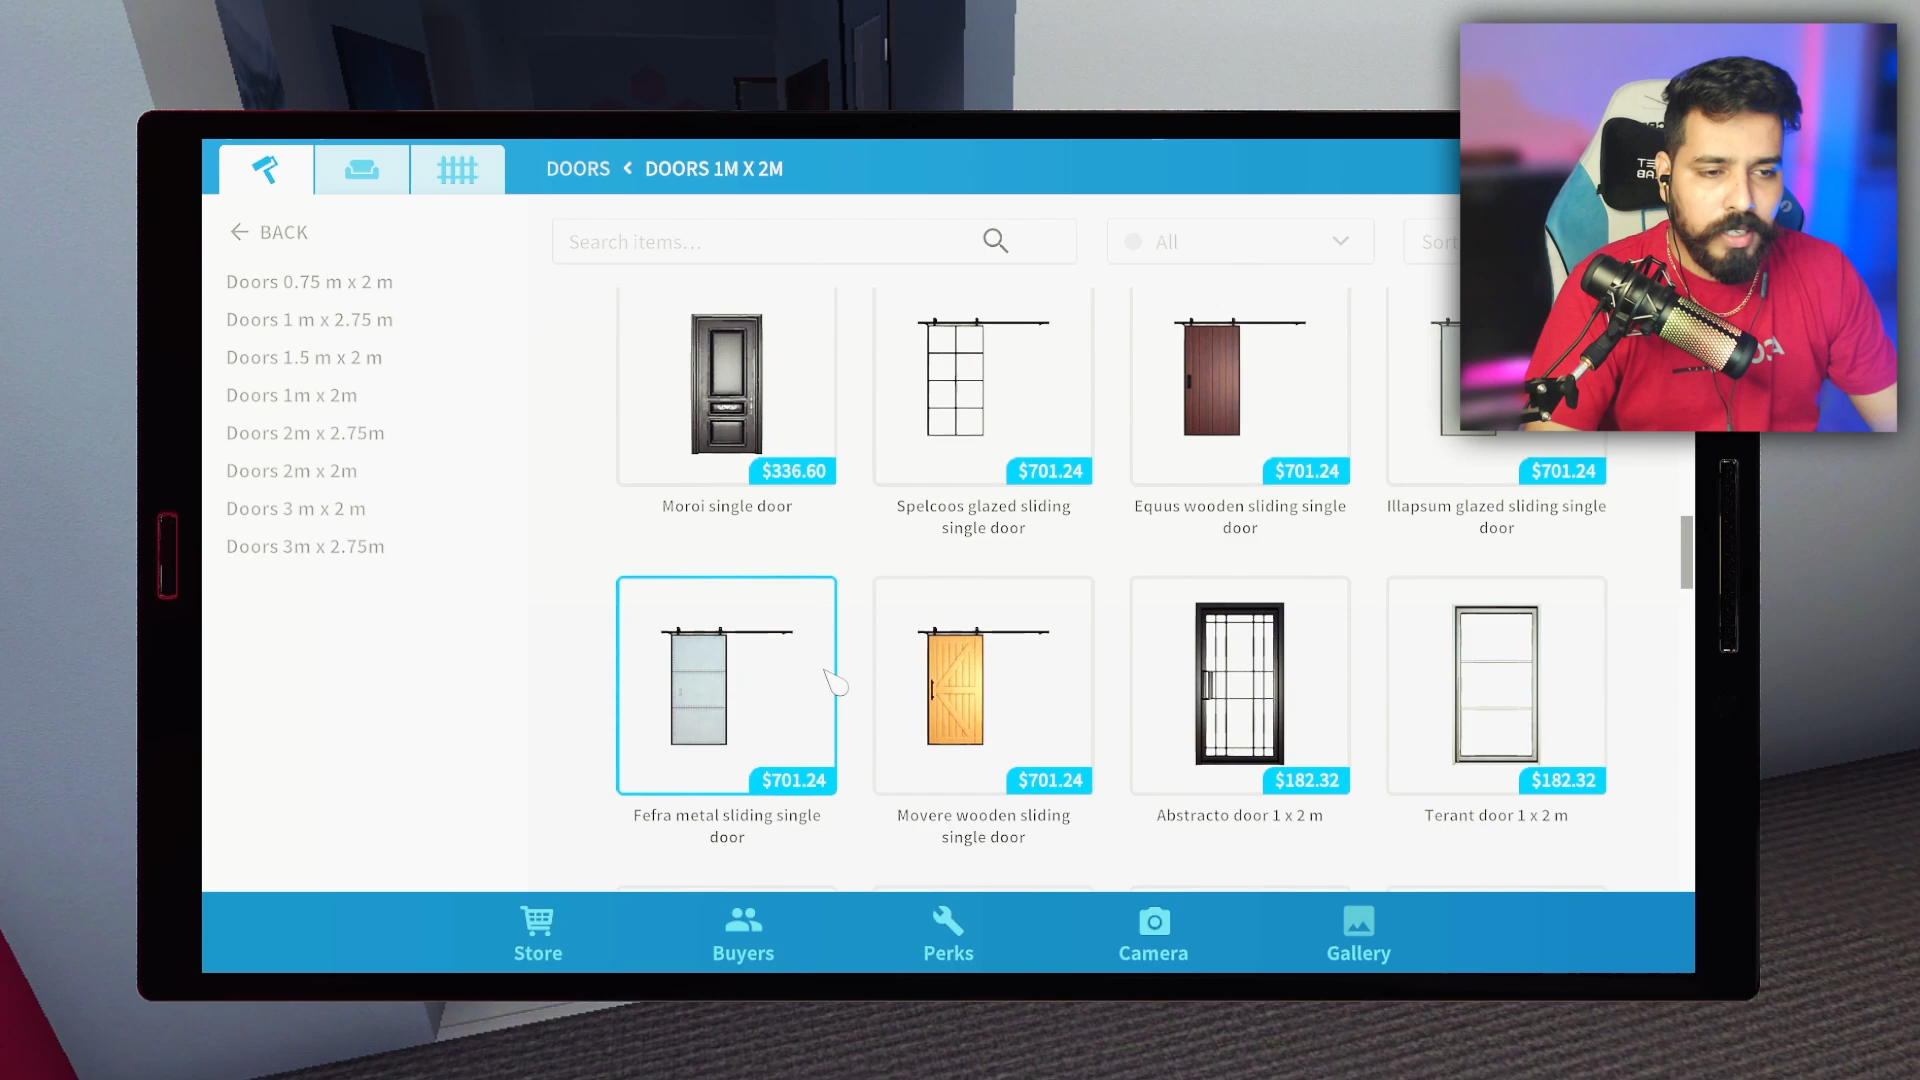 DOORS < DOORS 1M X 2M
BACK
Search items...
All
Sort
Doors 0.75 m x 2 m
Doors 1 m x 2.75 m
Doors 1.5 m x 2 m
Doors 1m x 2m
Doors 2m x 2.75m
Doors 2m x 2m
Doors 3 m x 2 m
Doors 3m x 2.75m
$336.60
$701.24
$701.24
$701.24
Moroi single door
Spelcoos glazed sliding
single door
Equus wooden sliding single
door
Illapsum glazed sliding single
door
$701.24
$701.24
$182.32
$182.32
Fefra metal sliding single
door
Movere wooden sliding
single door
Abstracto door 1 x 2 m
Terant door 1 x 2 m
Store
Buyers
Perks
Camera
Gallery